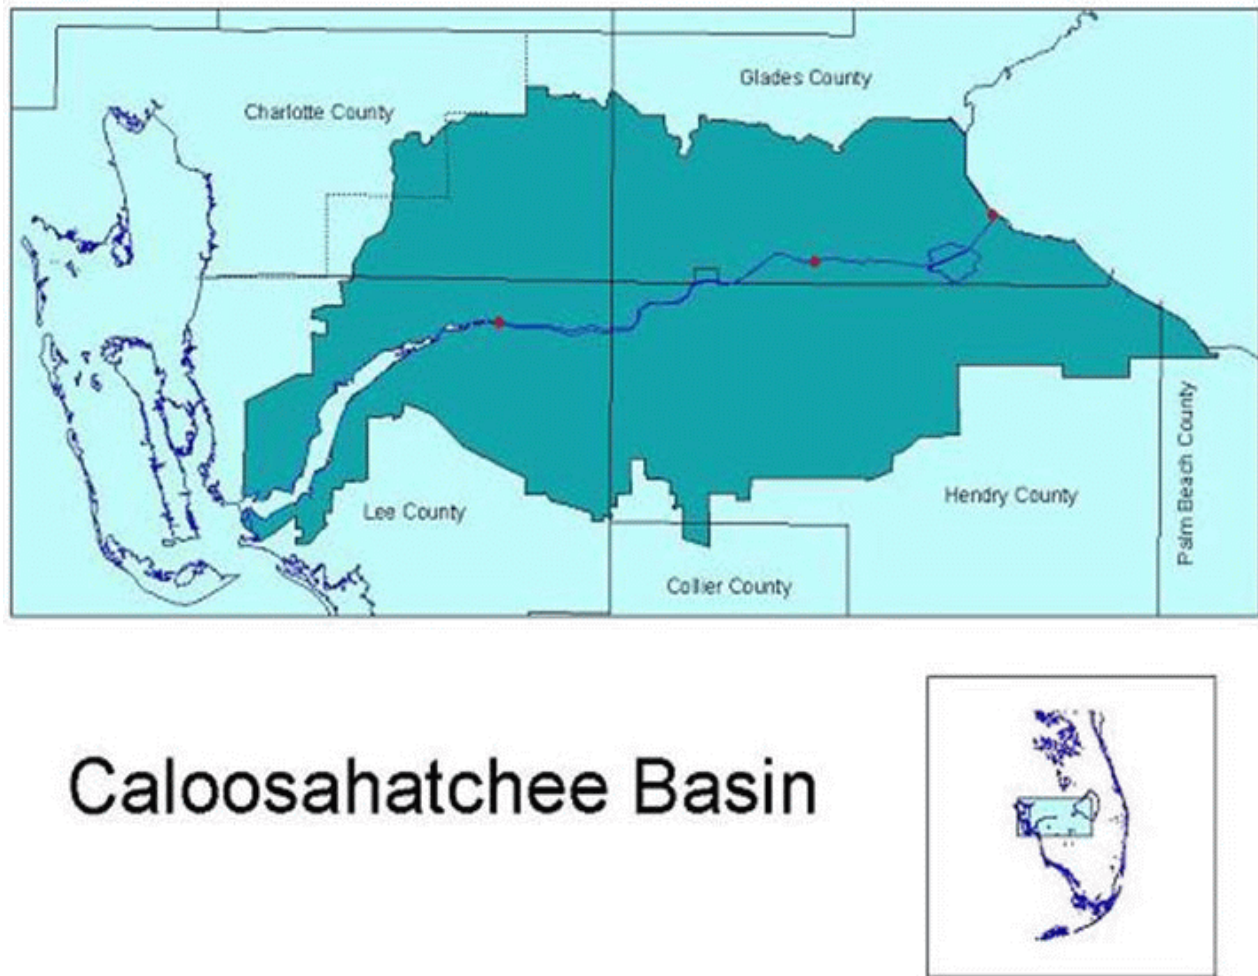 Glades County
Charlotte County
Palm Beach County
Hendry County
Lee County
Collier County
Caloosahatchee Basin